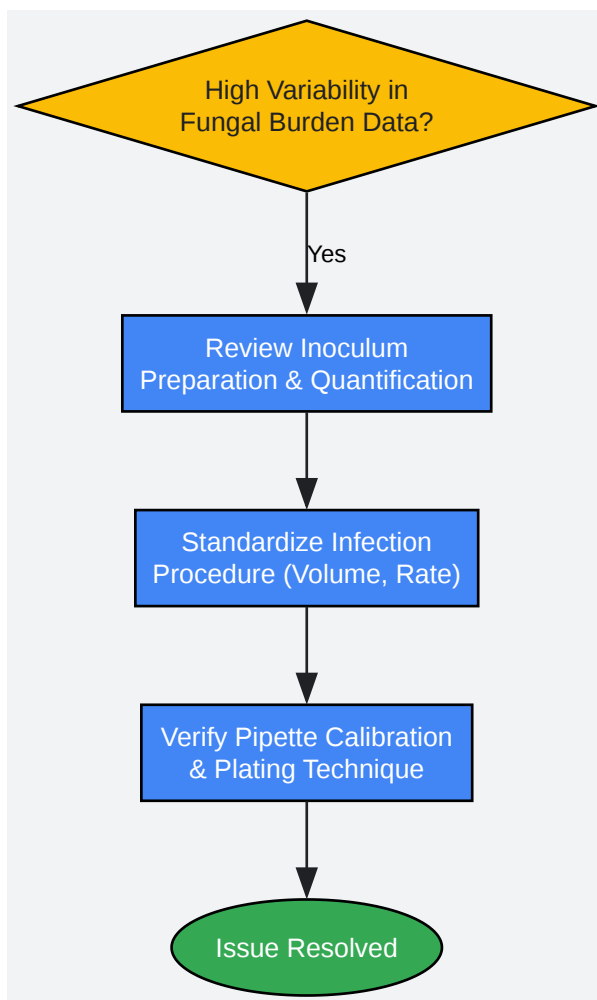 High Variability in
Fungal Burden Data?
Yes
Review Inoculum
Preparation & Quantification
Standardize Infection
Procedure (Volume, Rate)
Verify Pipette Calibration
& Plating Technique
Issue Resolved